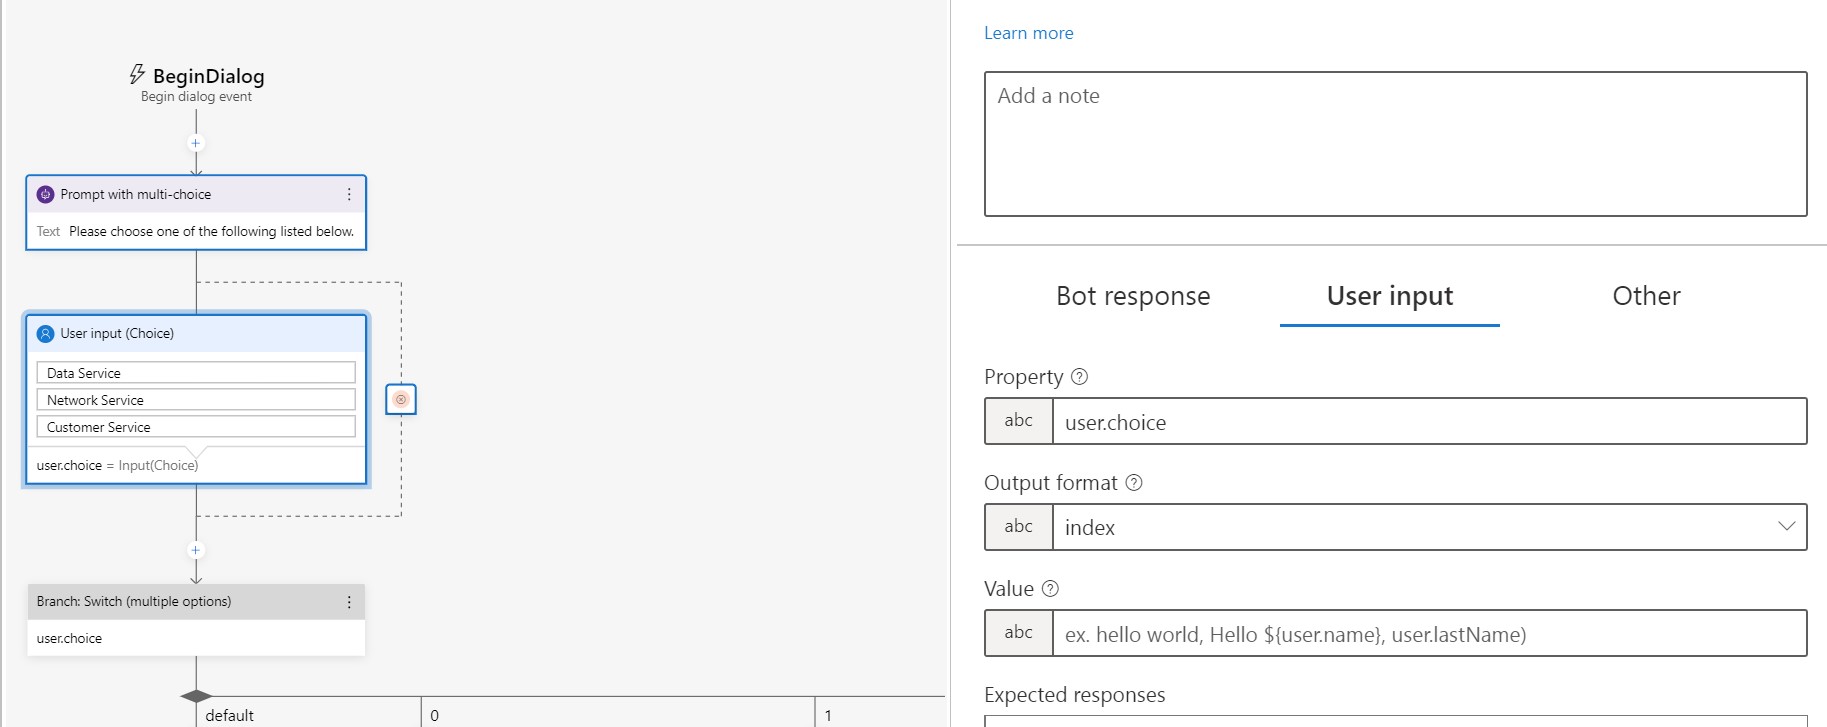 BeginDialog
Begin dialog event
Prompt with multi-choice
Text Please choose one of the following listed below.
User input (Choice)
Data Service
Network Service
Customer Service
user.choice = Input(Choice)
Branch: Switch (multiple options)
user.choice
default
0
1
Learn more
Add a note
Bot response
User input
Other
Property
abc
user.choice
Output format
abc
index
Value
abc
ex. hello world, Hello ${user.name}, user.lastName)
Expected responses